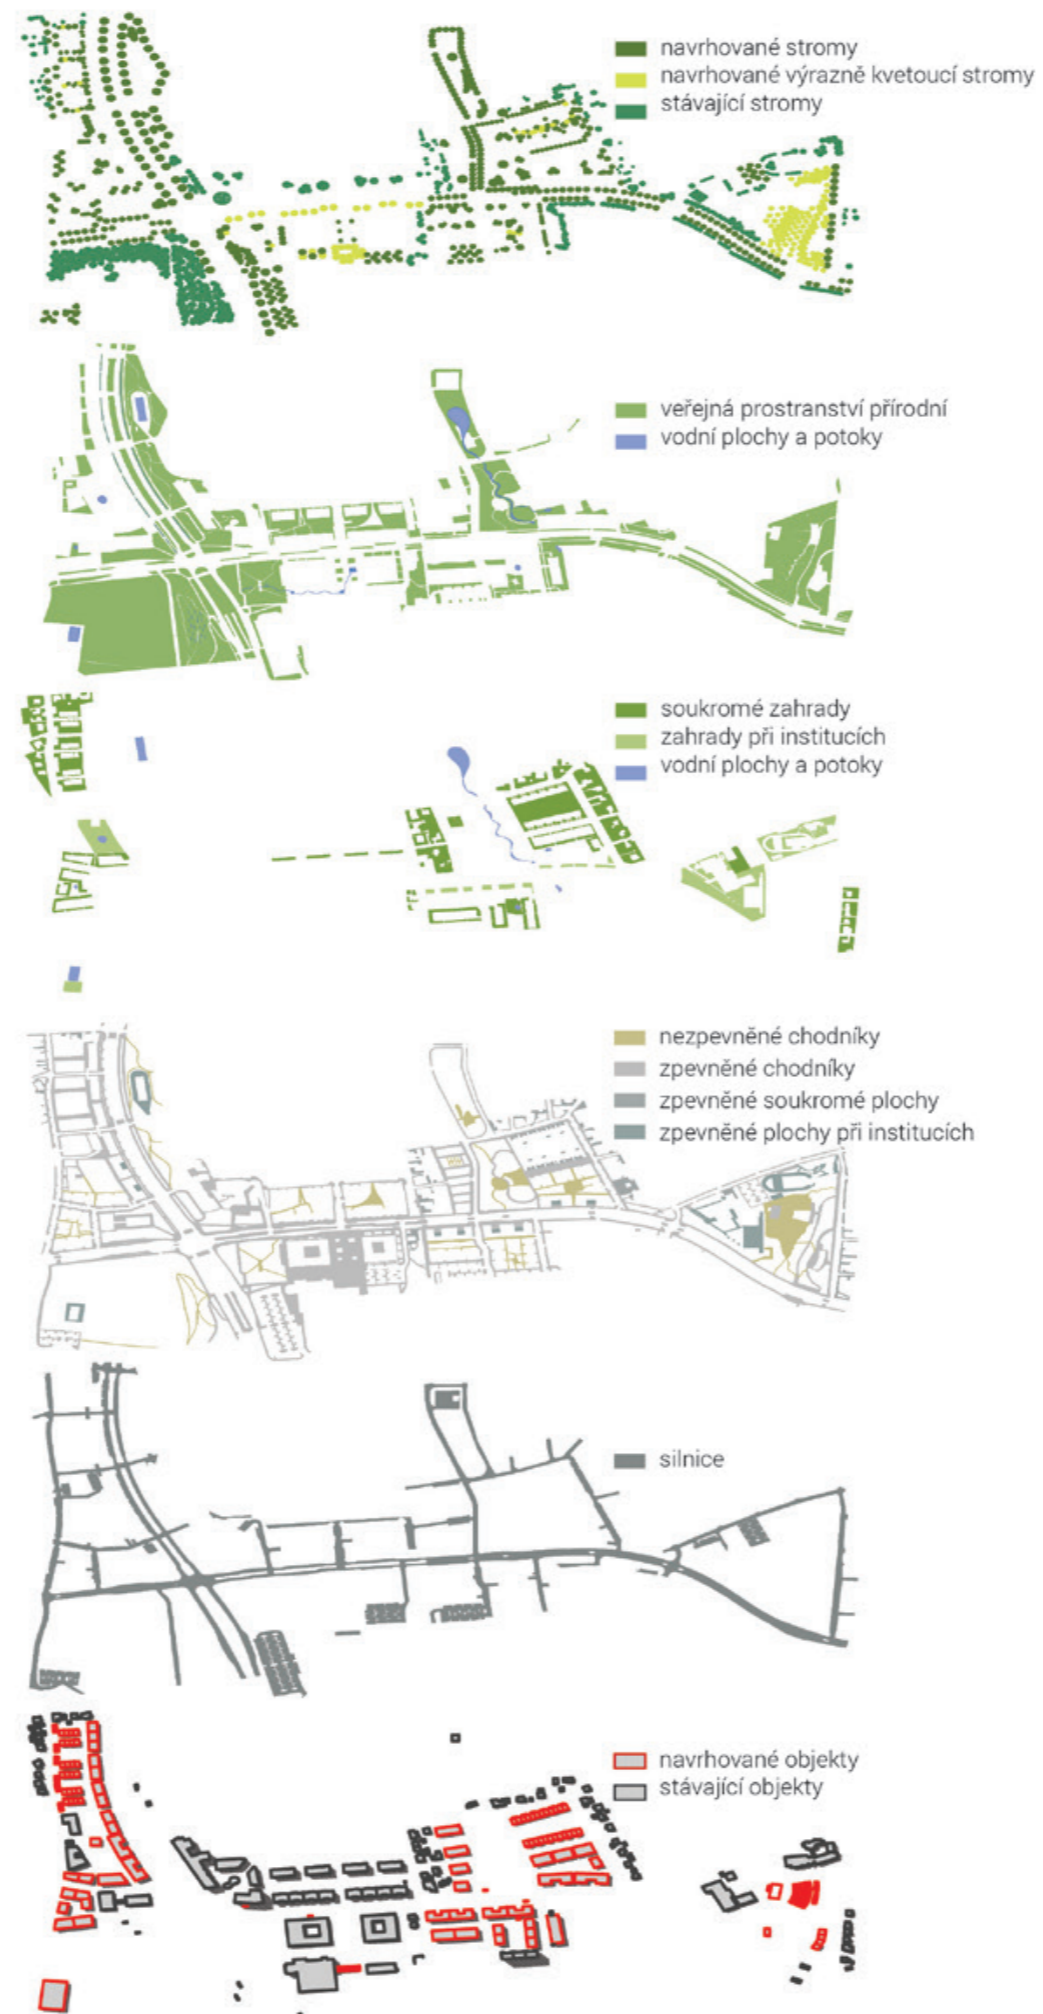 navrhované stromy
navrhované výrazně kvetoucí stromy
stávající stromy
veřejná prostranství přírodní
vodní plochy a potoky
soukromé zahrady
zahrady při institucích
vodní plochy a potoky
nezpevněné chodníky
zpevněné chodníky
zpevněné soukromé plochy
zpevněné plochy při institucích
silnice
navrhované objekty
stávající objekty